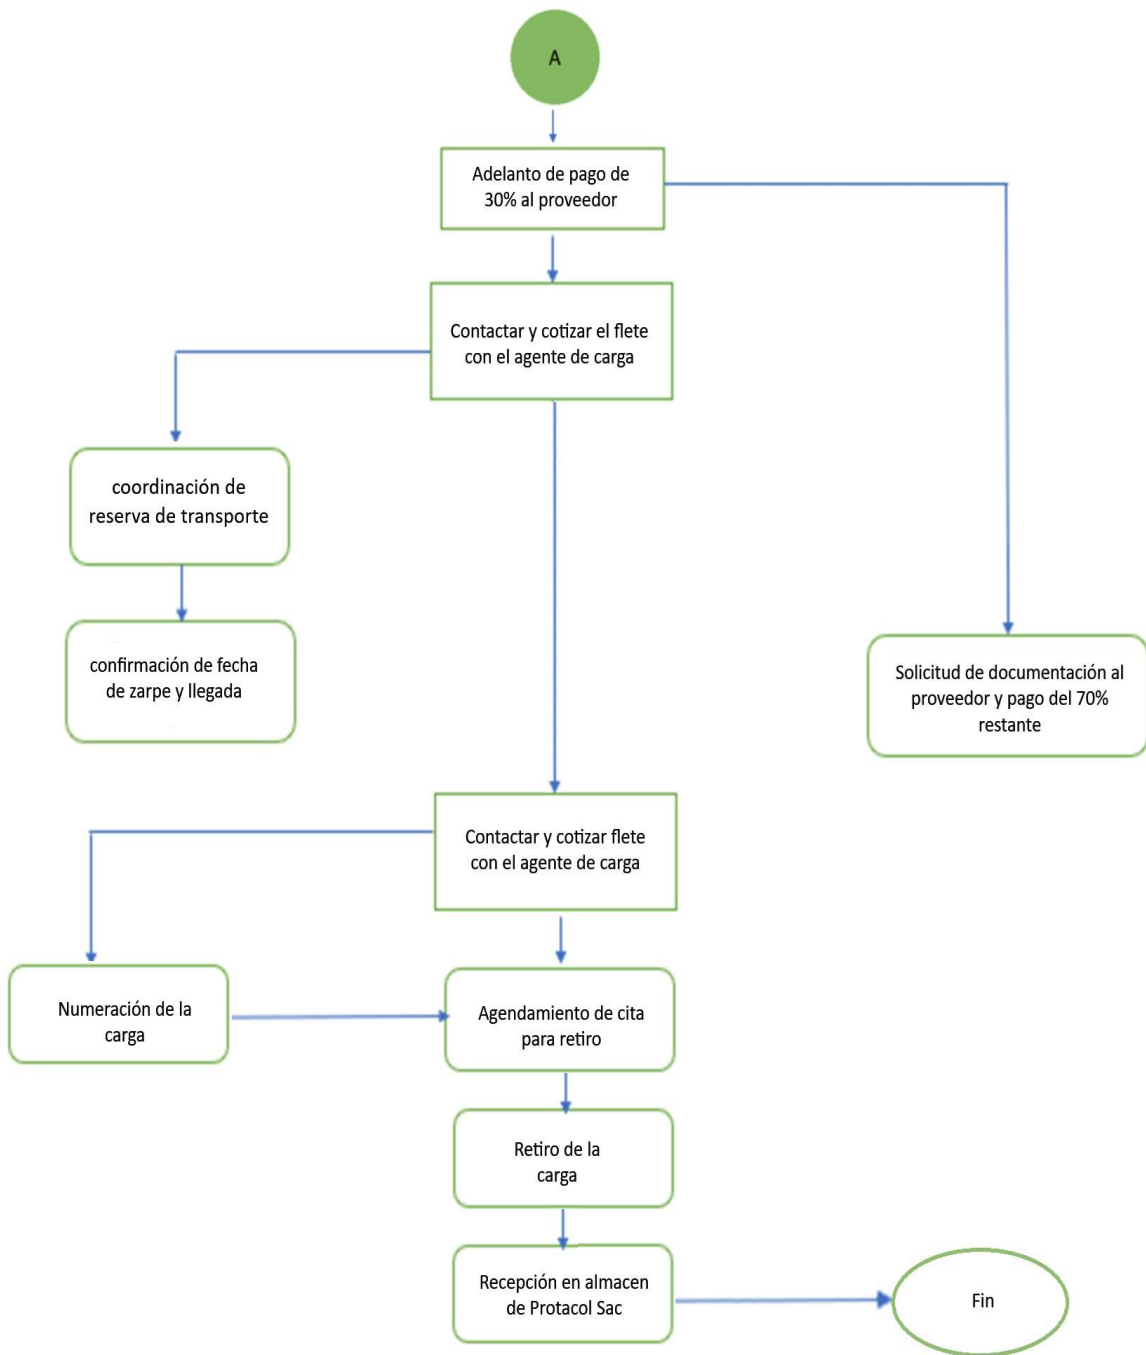 A
Adelanto de pago de
30% al proveedor
Contactar y cotizar el flete
con el agente de carga
coordinación de
reserva de transporte
confirmación de fecha
de zarpe y llegada
Solicitud de documentación al
proveedor y pago del 70%
restante
Contactar y cotizar flete
con el agente de carga
Numeración de la
carga
Agendamiento de cita
para retiro
Retiro de la
carga
Recepción en almacen
de Protacol Sac
Fin